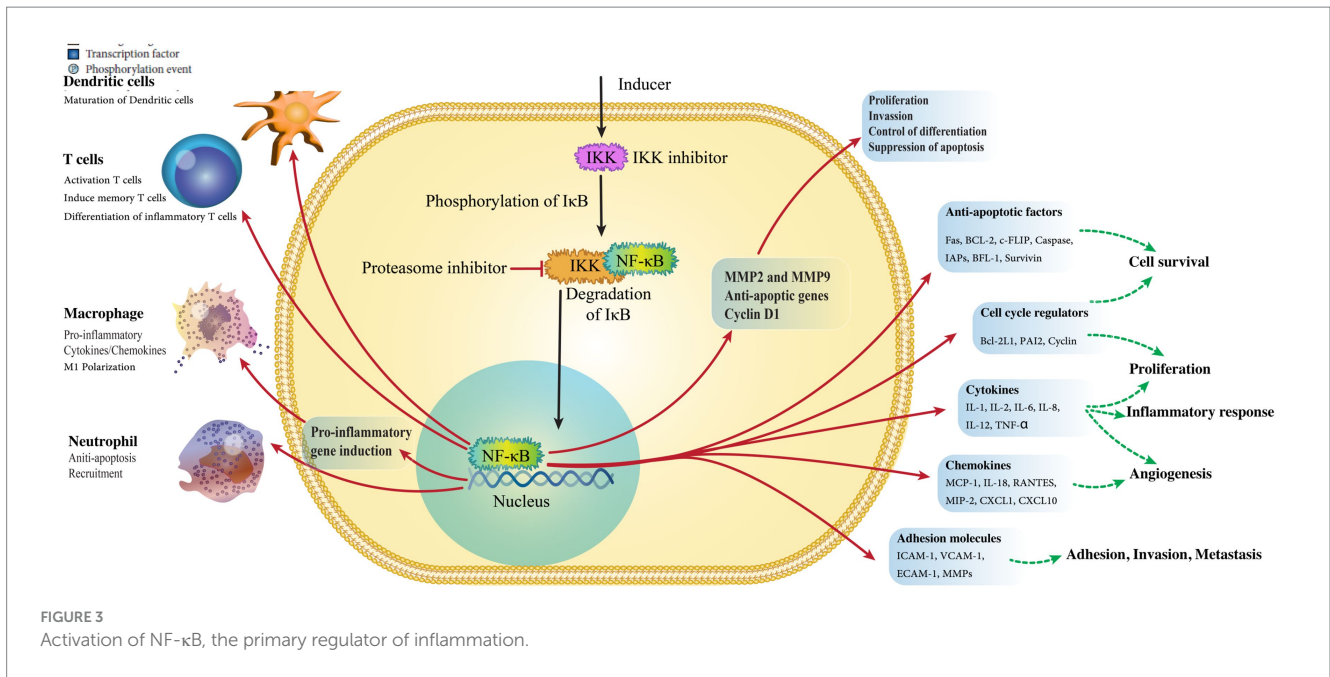 Transcription factor
P Phosphorylation event
Dendritic cells
Maturation of Dendritic cells
T cells
Activation T cells
Induce memory T cells
Differentiation of inflammatory T cells
Macrophage
Pro-inflammatory
Cytokines/Chemokines
M1 Polarization
Neutrophil
Aniti-apoptosis
Recruitment
Inducer
IKK
IKK inhibitor
Phosphorylation of IκB
Proteasome inhibitor
IKK
NF-κB
Degradation
of IκB
Pro-inflammatory
gene induction
NF-κB
Nucleus
MMP2 and MMP9
Anti-apoptic genes
Cyclin D1
Proliferation
Invassion
Control of differentiation
Suppression of apoptosis
Anti-apoptotic factors
Fas, BCL-2, c-FLIP, Caspase,
IAPs, BFL-1, Survivin
Cell survival
Cell cycle regulators
Bcl-2L1, PAI2, Cyclin
Proliferation
Cytokines
IL-1, IL-2, IL-6, IL-8,
IL-12, TNF-α
Inflammatory response
Chemokines
MCP-1, IL-18, RANTES,
MIP-2, CXCL1, CXCL10
Angiogenesis
Adhesion molecules
ICAM-1, VCAM-1,
ECAM-1, MMPs
Adhesion, Invasion, Metastasis
FIGURE 3
Activation of NF-κB, the primary regulator of inflammation.